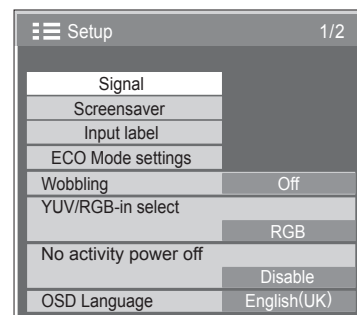 Setup 1/2
Signal
Screensaver
Input label
ECO Mode settings
Wobbling Off
YUV/RGB-in select
RGB
No activity power off
Disable
OSD Language English(UK)